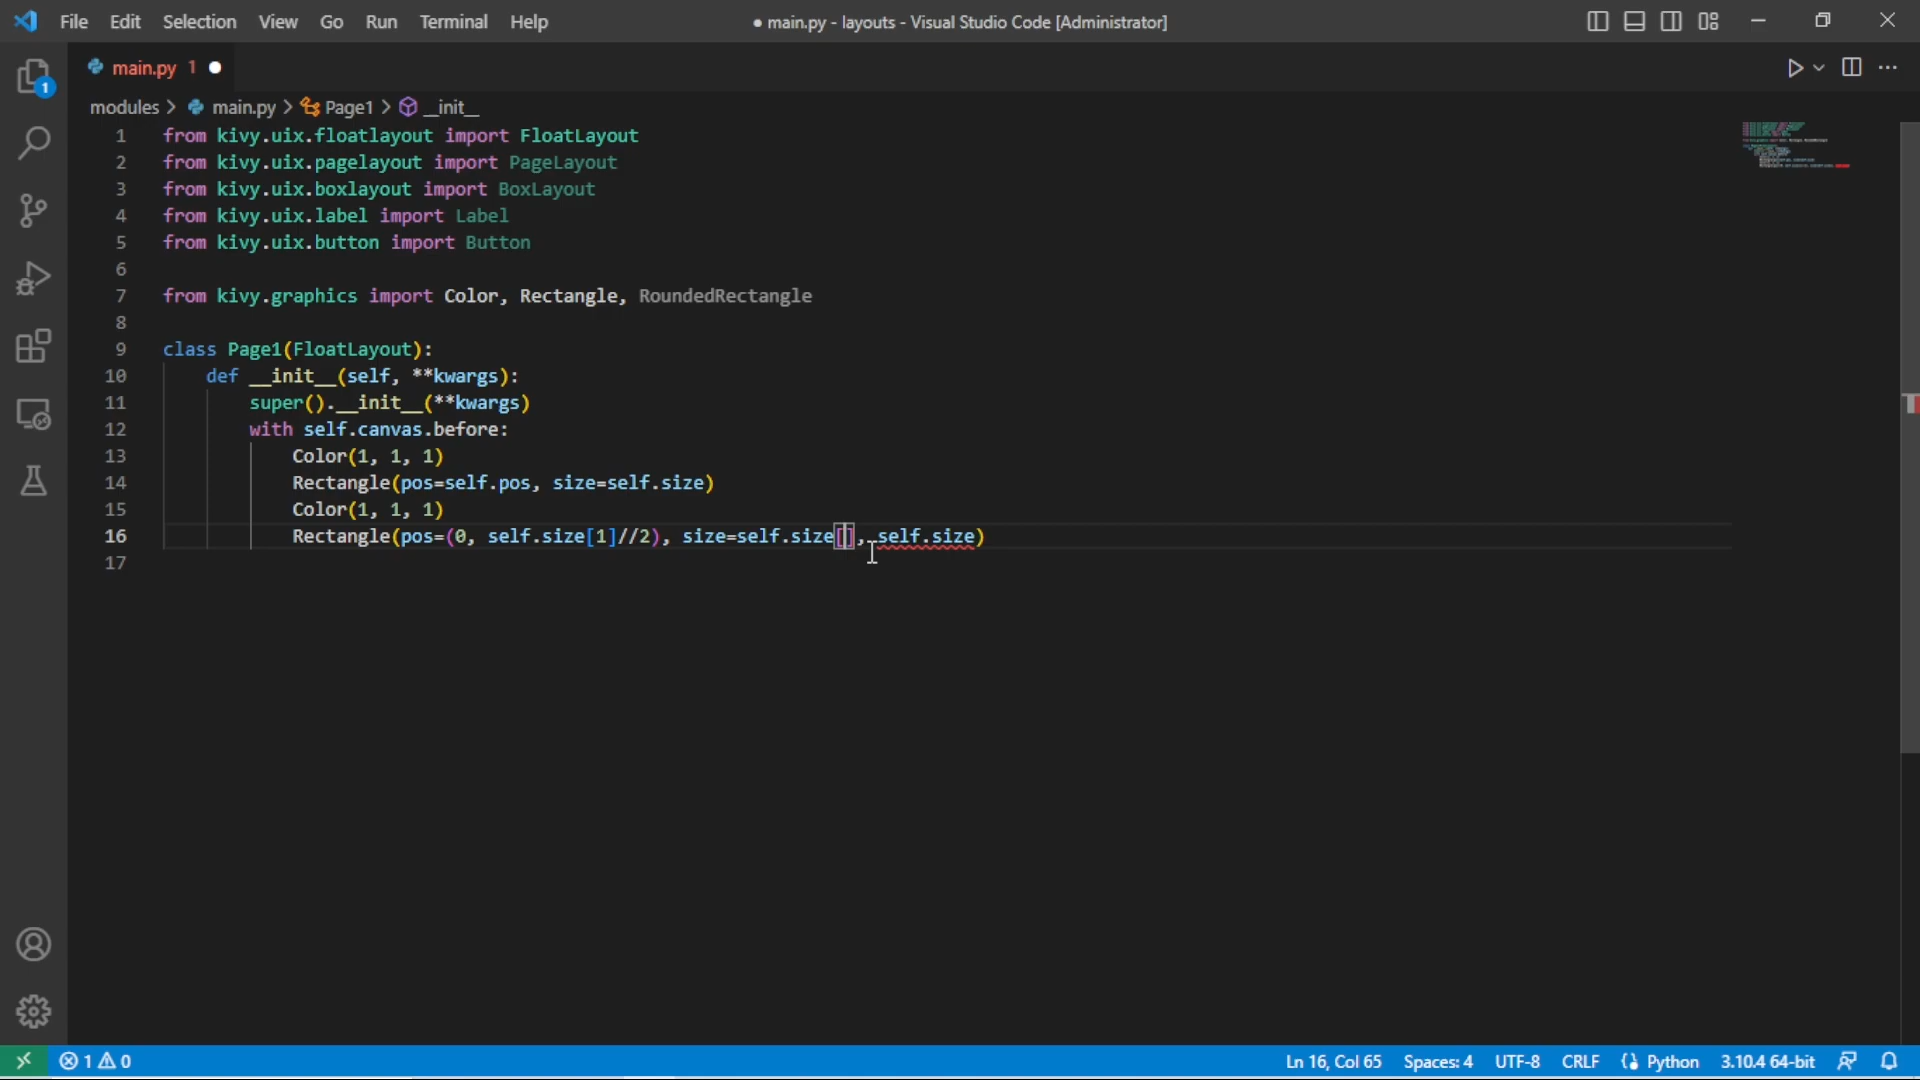 File Edit Selection View Go Run Terminal Help
● main.py - layouts - Visual Studio Code [Administrator]
main.py 1 ●
modules > main.py > Page1 > __init__
1 from kivy.uix.floatlayout import FloatLayout
2 from kivy.uix.pagelayout import PageLayout
3 from kivy.uix.boxlayout import BoxLayout
4 from kivy.uix.label import Label
5 from kivy.uix.button import Button
6
7 from kivy.graphics import Color, Rectangle, RoundedRectangle
8
9 class Page1(FloatLayout):
10 def __init__(self, **kwargs):
11 super().__init__(**kwargs)
12 with self.canvas.before:
13 Color(1, 1, 1)
14 Rectangle(pos=self.pos, size=self.size)
15 Color(1, 1, 1)
16 Rectangle(pos=(0, self.size[1]//2), size=self.size[], self.size)
17
1
1 0 Ln 16, Col 65 Spaces: 4 UTF-8 CRLF Python 3.10.4 64-bit